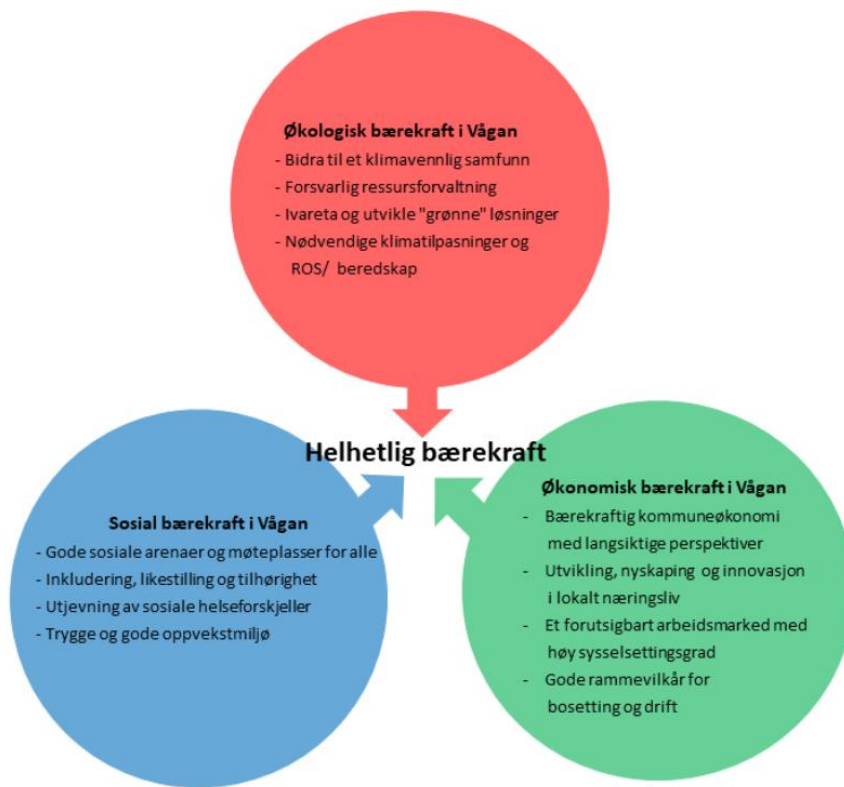 Økologisk bærekraft i Vågan
- Bidra til et klimavennlig samfunn
- Forsvarlig ressursforvaltning
- Ivareta og utvikle "grønne" løsninger
- Nødvendige klimatilpasninger og
ROS/ beredskap
Helhetlig bærekraft
Sosial bærekraft i Vågan
- Gode sosiale arenaer og møteplasser for alle
- Inkludering, likestilling og tilhørighet
- Utjevning av sosiale helseforskjeller
- Trygge og gode oppvekstmiljø
Økonomisk bærekraft i Vågan
- Bærekraftig kommuneøkonomi
med langsiktige perspektiver
- Utvikling, nyskaping og innovasjon
i lokalt næringsliv
- Et forutsigbart arbeidsmarked med
høy sysselsettingsgrad
- Gode rammevilkår for
bosetting og drift